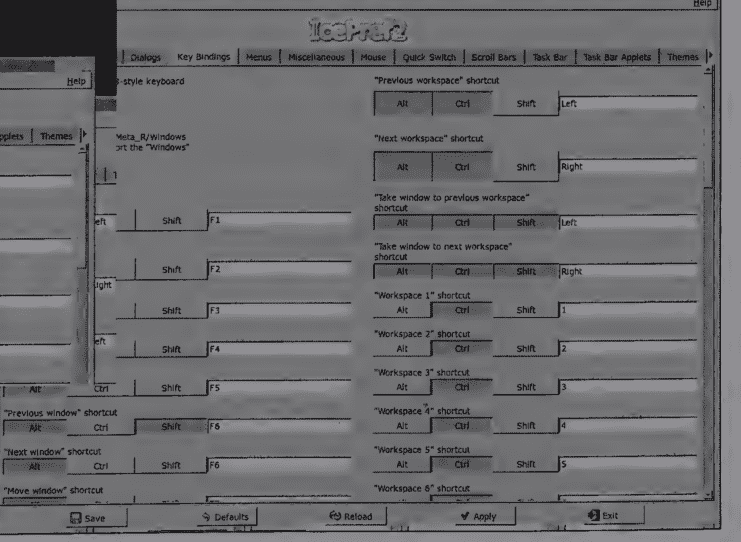 Help
IcePref2
Dialogs Key Bindings Menus Miscellaneous Mouse Quick Switch Scroll Bars Task Bar Task Bar Applets Themes
-style keyboard
Meta_R/Windows
ort the "Windows"
Help
pplets Themes
eft Shift F1
Shift F2
ight
Shift F3
eft Shift F4
Alt Ctrl Shift F5
"Previous window" shortcut
Alt Ctrl Shift F6
"Next window" shortcut
Alt Ctrl Shift F6
"Move window" shortcut
"Previous workspace" shortcut
Alt Ctrl Shift Left
"Next workspace" shortcut
Alt Ctrl Shift Right
"Take window to previous workspace"
shortcut
Alt Ctrl Shift Left
"Take window to next workspace"
shortcut
Alt Ctrl Shift Right
"Workspace 1" shortcut
Alt Ctrl Shift 1
"Workspace 2" shortcut
Alt Ctrl Shift 2
"Workspace 3" shortcut
Alt Ctrl Shift 3
"Workspace 4" shortcut
Alt Ctrl Shift 4
"Workspace 5" shortcut
Alt Ctrl Shift 5
"Workspace 6" shortcut
Save Defaults Reload Apply Exit